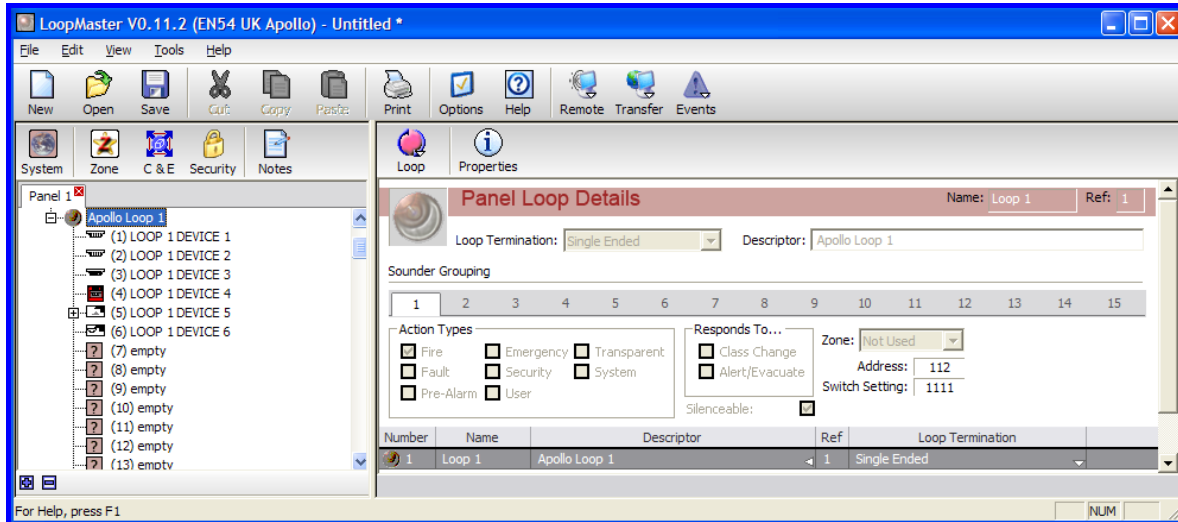 LoopMaster V0.11.2 (EN54 UK Apollo) - Untitled *
File Edit View Tools Help
New Open Save Cut Copy Paste Print Options Help Remote Transfer Events
System Zone C & E Security Notes
Loop Properties
Panel 1
Apollo Loop 1
(1) LOOP 1 DEVICE 1
(2) LOOP 1 DEVICE 2
(3) LOOP 1 DEVICE 3
(4) LOOP 1 DEVICE 4
(5) LOOP 1 DEVICE 5
(6) LOOP 1 DEVICE 6
(7) empty
(8) empty
(9) empty
(10) empty
(11) empty
(12) empty
(13) empty
Panel Loop Details Name: Loop 1 Ref: 1
Loop Termination: Single Ended Descriptor: Apollo Loop 1
Sounder Grouping
1 2 3 4 5 6 7 8 9 10 11 12 13 14 15
Action Types
Fire Emergency Transparent
Fault Security System
Pre-Alarm User
Responds To...
Class Change
Alert/Evacuate
Silenceable:
Zone: Not Used
Address: 112
Switch Setting: 1111
Number Name Descriptor Ref Loop Termination
1 Loop 1 Apollo Loop 1 1 Single Ended
For Help, press F1 NUM